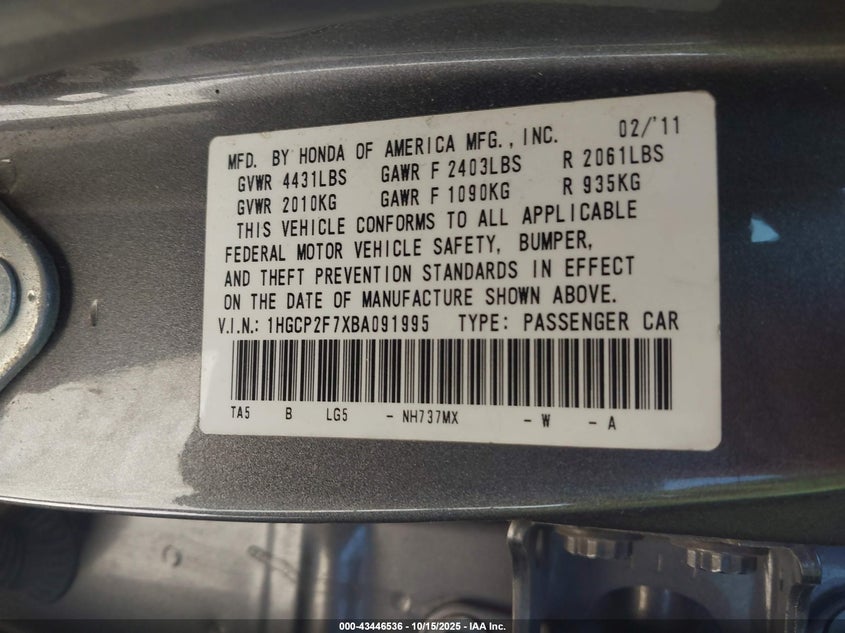 MFD. BY HONDA OF AMERICA MFG., INC. 02/'11
GVWR 4431LBS GAWR F 2403LBS R 2061LBS
GVWR 2010KG GAWR F 1090KG R 935KG
THIS VEHICLE CONFORMS TO ALL APPLICABLE
FEDERAL MOTOR VEHICLE SAFETY, BUMPER,
AND THEFT PREVENTION STANDARDS IN EFFECT
ON THE DATE OF MANUFACTURE SHOWN ABOVE.
V.I.N.: 1HGCP2F7XBA091995 TYPE: PASSENGER CAR
TA5 B LG5 - NH737MX - W - A
000-43446536 - 10/15/2025 - IAA Inc.